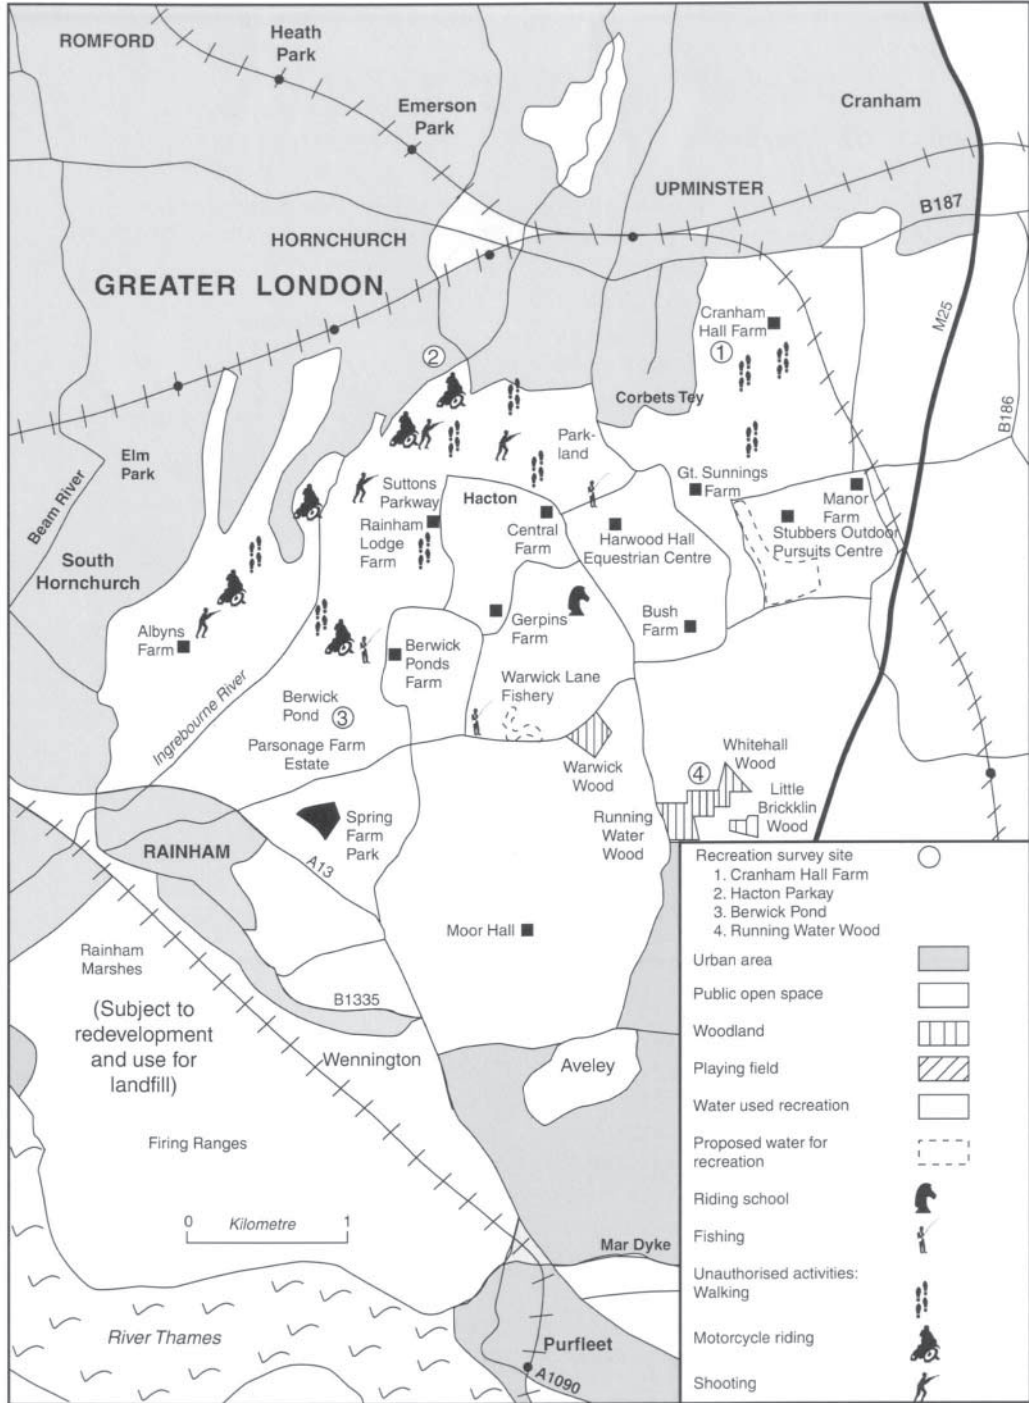 ROMFORD
Heath
Park
Emerson
Park
Cranham
UPMINSTER
B187
HORNCHURCH
GREATER LONDON
M25
Cranham
Hall Farm
1
2
B186
Corbets Tey
Elm
Park
Beam River
Park-
land
Suttons
Parkway
Hacton
Gt. Sunnings
Farm
Manor
Farm
Rainham
Lodge
Farm
Central
Farm
Harwood Hall
Equestrian Centre
Stubbers Outdoor
Pursuits Centre
South
Hornchurch
Albyns
Farm
Gerpins
Farm
Bush
Farm
Berwick
Ponds
Farm
Warwick Lane
Fishery
Ingrebourne River
Berwick
Pond
3
Parsonage Farm
Estate
Warwick
Wood
4
Whitehall
Wood
Little
Brickklin
Wood
Running
Water
Wood
Spring
Farm
Park
RAINHAM
A13
Moor Hall
Rainham
Marshes
(Subject to
redevelopment
and use for
landfill)
B1335
Wennington
Aveley
Firing Ranges
0 Kilometre 1
Mar Dyke
River Thames
Purfleet
A1090
Recreation survey site
1. Cranham Hall Farm
2. Hacton Parkay
3. Berwick Pond
4. Running Water Wood
Urban area
Public open space
Woodland
Playing field
Water used recreation
Proposed water for
recreation
Riding school
Fishing
Unauthorised activities:
Walking
Motorcycle riding
Shooting